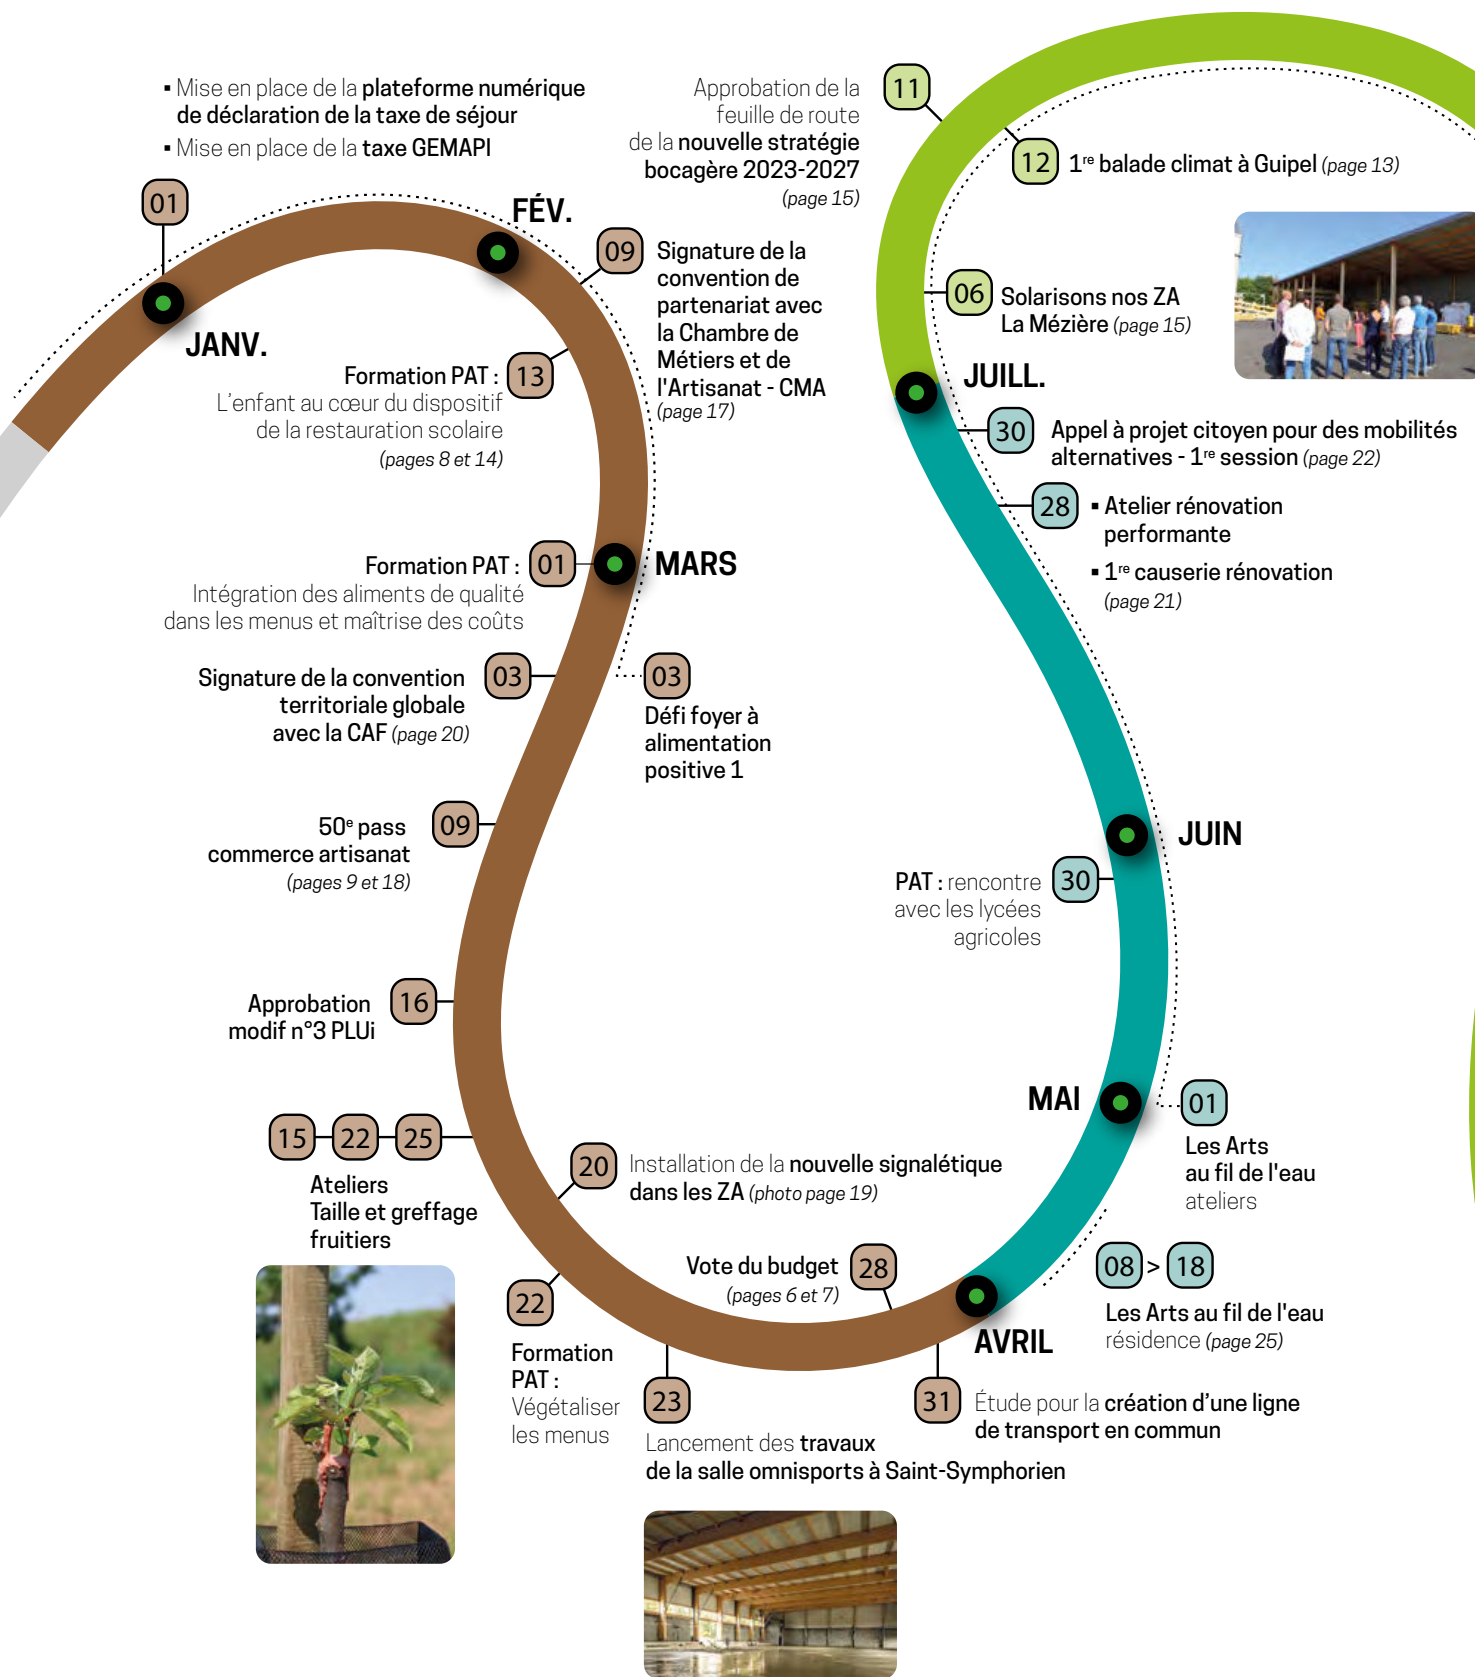 ▪ Mise en place de la plateforme numérique
de déclaration de la taxe de séjour
▪ Mise en place de la taxe GEMAPI
01
JANV.
FÉV.
09
Signature de la
convention de
partenariat avec
la Chambre de
Métiers et de
l'Artisanat - CMA
(page 17)
Formation PAT :
13
L’enfant au cœur du dispositif
de la restauration scolaire
(pages 8 et 14)
MARS
Formation PAT :
01
Intégration des aliments de qualité
dans les menus et maîtrise des coûts
Signature de la convention
territoriale globale
avec la CAF (page 20)
03
03
Défi foyer à
alimentation
positive 1
50e pass
commerce artisanat
(pages 9 et 18)
09
Approbation
modif n°3 PLUi
16
15
22
25
Ateliers
Taille et greffage
fruitiers
20
Installation de la nouvelle signalétique
dans les ZA (photo page 19)
22
Formation
PAT :
Végétaliser
les menus
23
Lancement des travaux
de la salle omnisports à Saint-Symphorien
Vote du budget
(pages 6 et 7)
28
31
Étude pour la création d’une ligne
de transport en commun
AVRIL
08 > 18
Les Arts au fil de l'eau
résidence (page 25)
MAI
01
Les Arts
au fil de l'eau
ateliers
JUIN
PAT : rencontre
avec les lycées
agricoles
30
28
▪ Atelier rénovation
performante
▪ 1re causerie rénovation
(page 21)
30
Appel à projet citoyen pour des mobilités
alternatives - 1re session (page 22)
JUILL.
06
Solarisons nos ZA
La Mézière (page 15)
Approbation de la
feuille de route
de la nouvelle stratégie
bocagère 2023-2027
(page 15)
11
12
1re balade climat à Guipel (page 13)